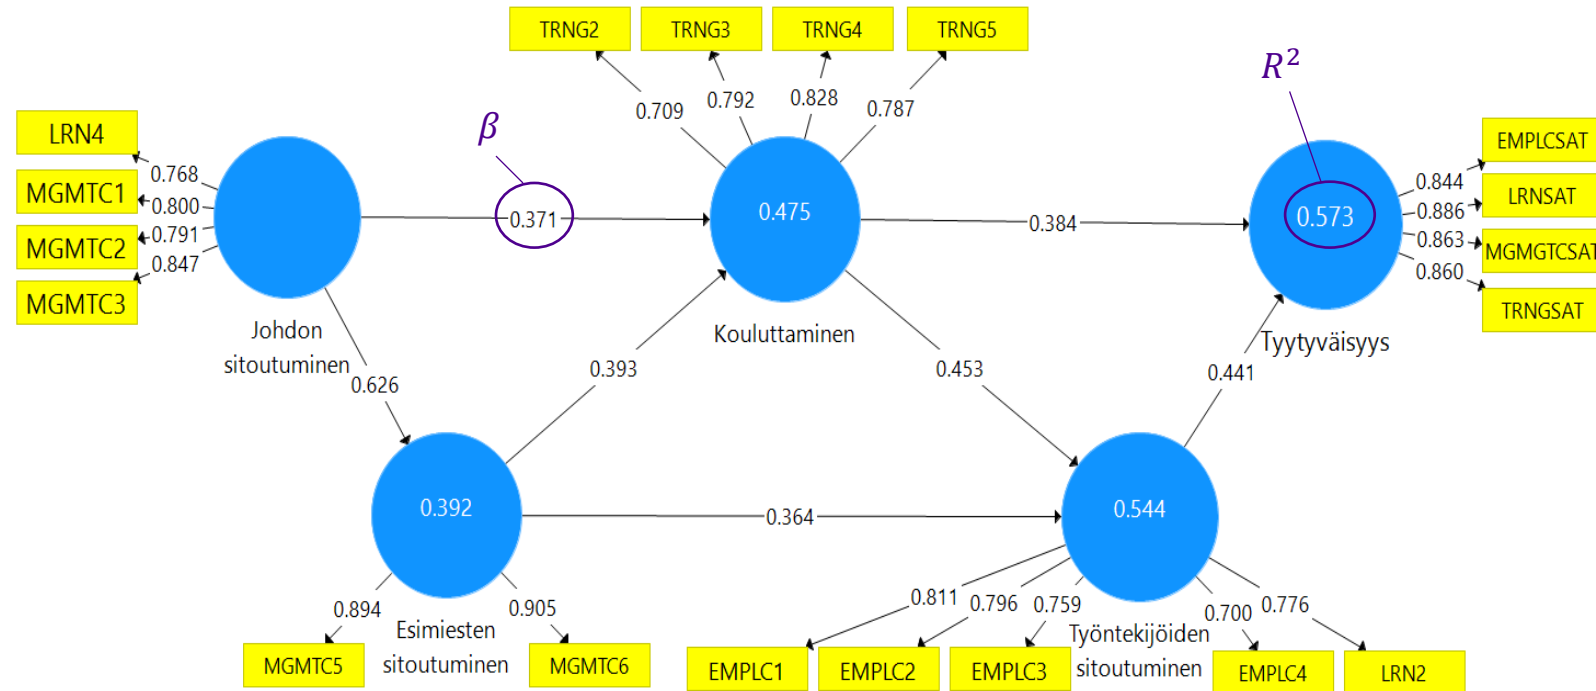 TRNG2
TRNG3
TRNG4
TRNG5
R²
β
0.709
0.792
0.828
0.787
LRN4
MGMTC1
MGMTC2
MGMTC3
0.768
0.800
0.791
0.847
0.371
0.475
0.384
0.573
0.844
0.886
0.863
0.860
EMPLCSAT
LRNSAT
MGMGTCSAT
TRNGSAT
Johdon
sitoutuminen
Kouluttaminen
Tyytyväisyys
0.626
0.393
0.453
0.441
0.392
0.364
0.544
0.894
0.905
Esimiesten
sitoutuminen
MGMTC5
MGMTC6
0.811
0.796
0.759
0.700
0.776
Työntekijöiden
sitoutuminen
EMPLC1
EMPLC2
EMPLC3
EMPLC4
LRN2